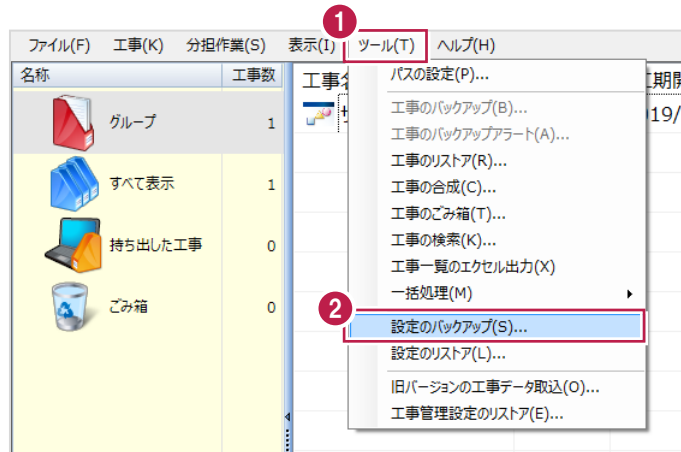 1
ファイル(F) 工事(K) 分担作業(S) 表示(I) ツール(T) ヘルプ(H)
名称 工事数
グループ 1
すべて表示 1
持ち出した工事 0
ごみ箱 0
工事
期
19/
パスの設定(P)...
工事のバックアップ(B)...
工事のバックアップアラート(A)...
工事のリストア(R)...
工事の合成(C)...
工事のごみ箱(T)...
工事の検索(K)...
工事一覧のエクセル出力(X)
一括処理(M)
2
設定のバックアップ(S)...
設定のリストア(L)...
旧バージョンの工事データ取込(O)...
工事管理設定のリストア(E)...